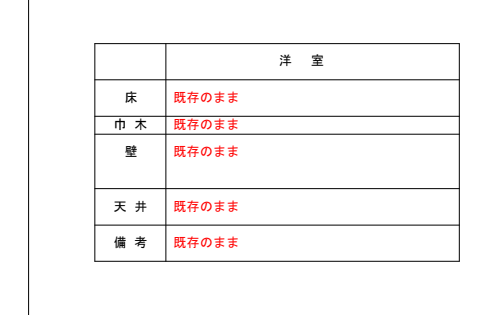 洋 室
床 既存のまま
巾 木 既存のまま
壁 既存のまま
天 井 既存のまま
備 考 既存のまま